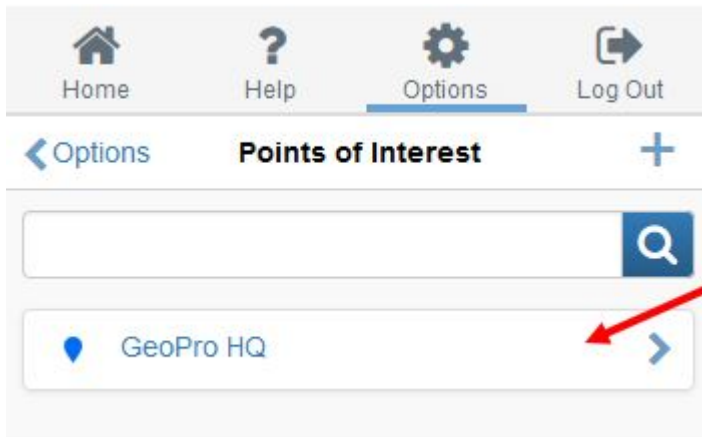 Home Help Options Log Out
Options Points of Interest
GeoPro HQ